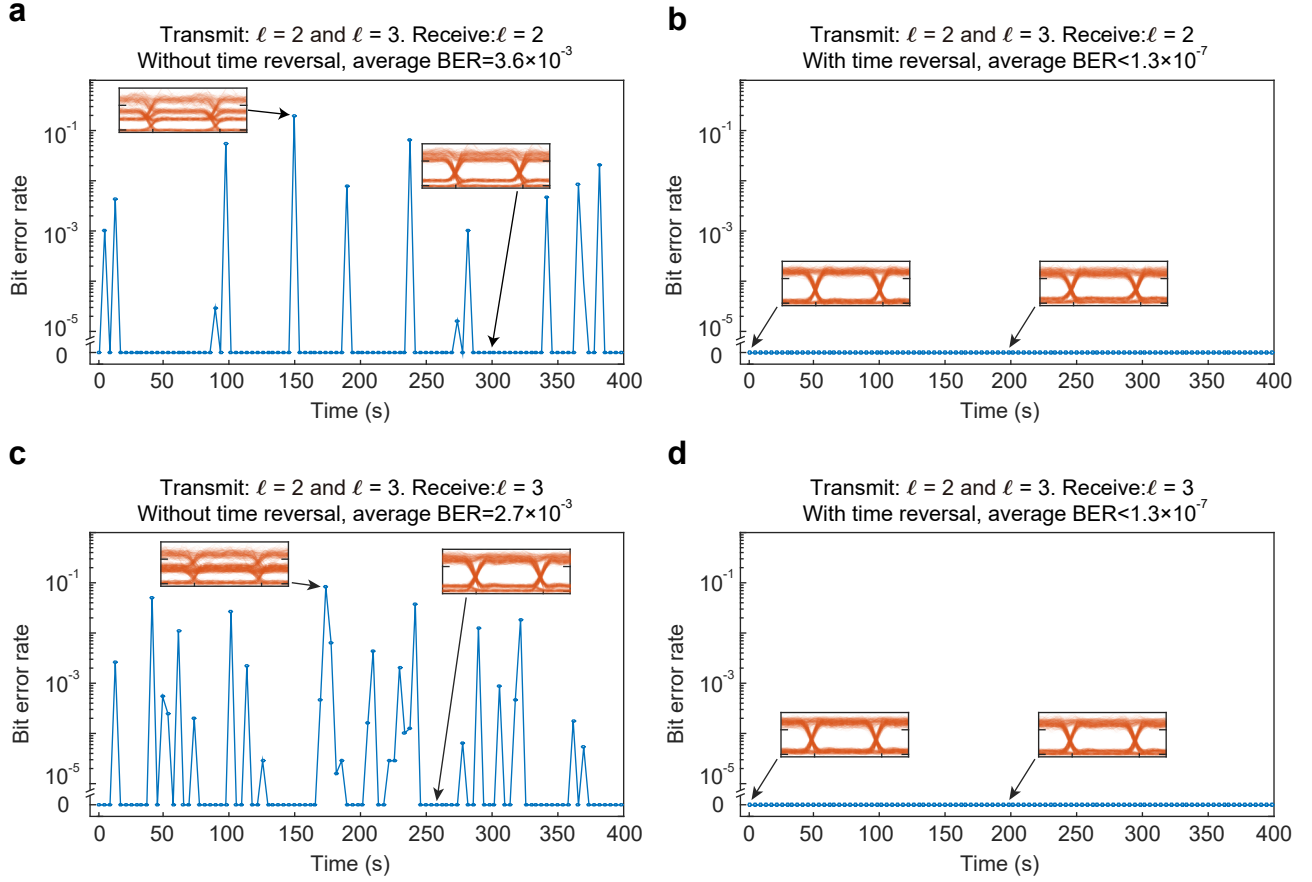 a
Transmit: ℓ = 2 and ℓ = 3. Receive:ℓ = 2
Without time reversal, average BER=3.6×10⁻³
Bit error rate
10⁻¹
10⁻³
10⁻⁵
0
0 50 100 150 200 250 300 350 400
Time (s)
b
Transmit: ℓ = 2 and ℓ = 3. Receive:ℓ = 2
With time reversal, average BER<1.3×10⁻⁷
Bit error rate
10⁻¹
10⁻³
10⁻⁵
0
0 50 100 150 200 250 300 350 400
Time (s)
c
Transmit: ℓ = 2 and ℓ = 3. Receive:ℓ = 3
Without time reversal, average BER=2.7×10⁻³
Bit error rate
10⁻¹
10⁻³
10⁻⁵
0
0 50 100 150 200 250 300 350 400
Time (s)
d
Transmit: ℓ = 2 and ℓ = 3. Receive:ℓ = 3
With time reversal, average BER<1.3×10⁻⁷
Bit error rate
10⁻¹
10⁻³
10⁻⁵
0
0 50 100 150 200 250 300 350 400
Time (s)